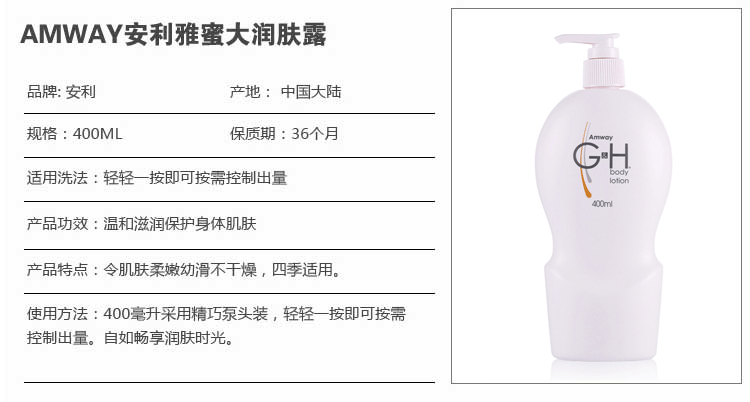 AMWAY安利雅蜜大润肤露
品牌: 安利 产地： 中国大陆
规格：400ML 保质期：36个月
适用洗法：轻轻一按即可按需控制出量
产品功效：温和滋润保护身体肌肤
产品特点：令肌肤柔嫩幼滑不干燥，四季适用。
使用方法：400毫升采用精巧泵头装，轻轻一按即可按需
控制出量。自如畅享润肤时光。
Amway
G&H
body
lotion
400ml